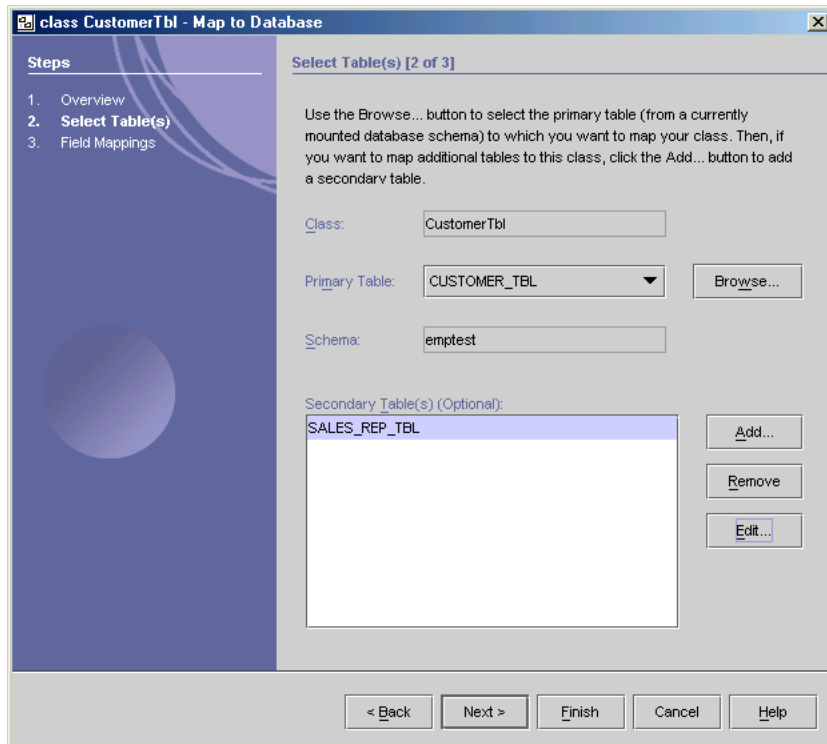 class CustomerTbl - Map to Database
Steps
1. Overview
2. Select Table(s)
3. Field Mappings
Select Table(s) [2 of 3]
Use the Browse... button to select the primary table (from a currently
mounted database schema) to which you want to map your class. Then, if
you want to map additional tables to this class, click the Add... button to add
a secondary table.
Class:
CustomerTbl
Primary Table:
CUSTOMER_TBL
Browse...
Schema:
emptest
Secondary Table(s) (Optional):
SALES_REP_TBL
Add...
Remove
Edit...
< Back
Next >
Finish
Cancel
Help